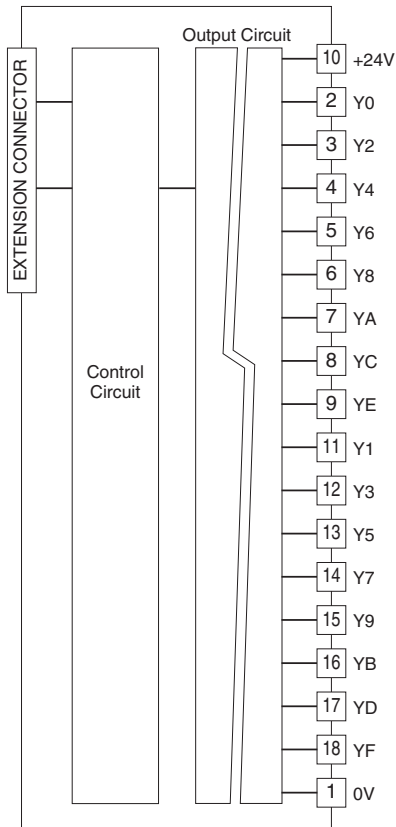 Output Circuit
EXTENSION CONNECTOR
Control
Circuit
10 +24V
2 Y0
3 Y2
4 Y4
5 Y6
6 Y8
7 YA
8 YC
9 YE
11 Y1
12 Y3
13 Y5
14 Y7
15 Y9
16 YB
17 YD
18 YF
1 0V